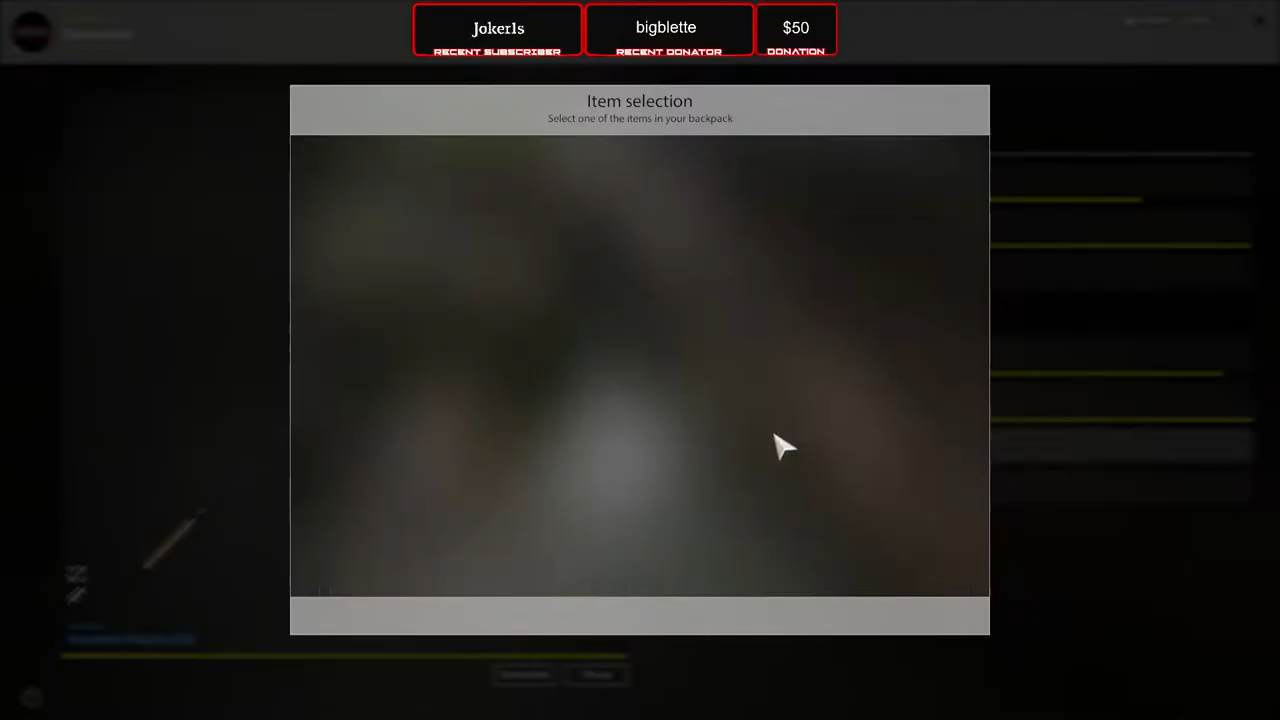 Joker1s
bigblette
$50
RECENT SUBSCRIBER
RECENT DONATOR
DONATION
Item selection
Select one of the items in your backpack